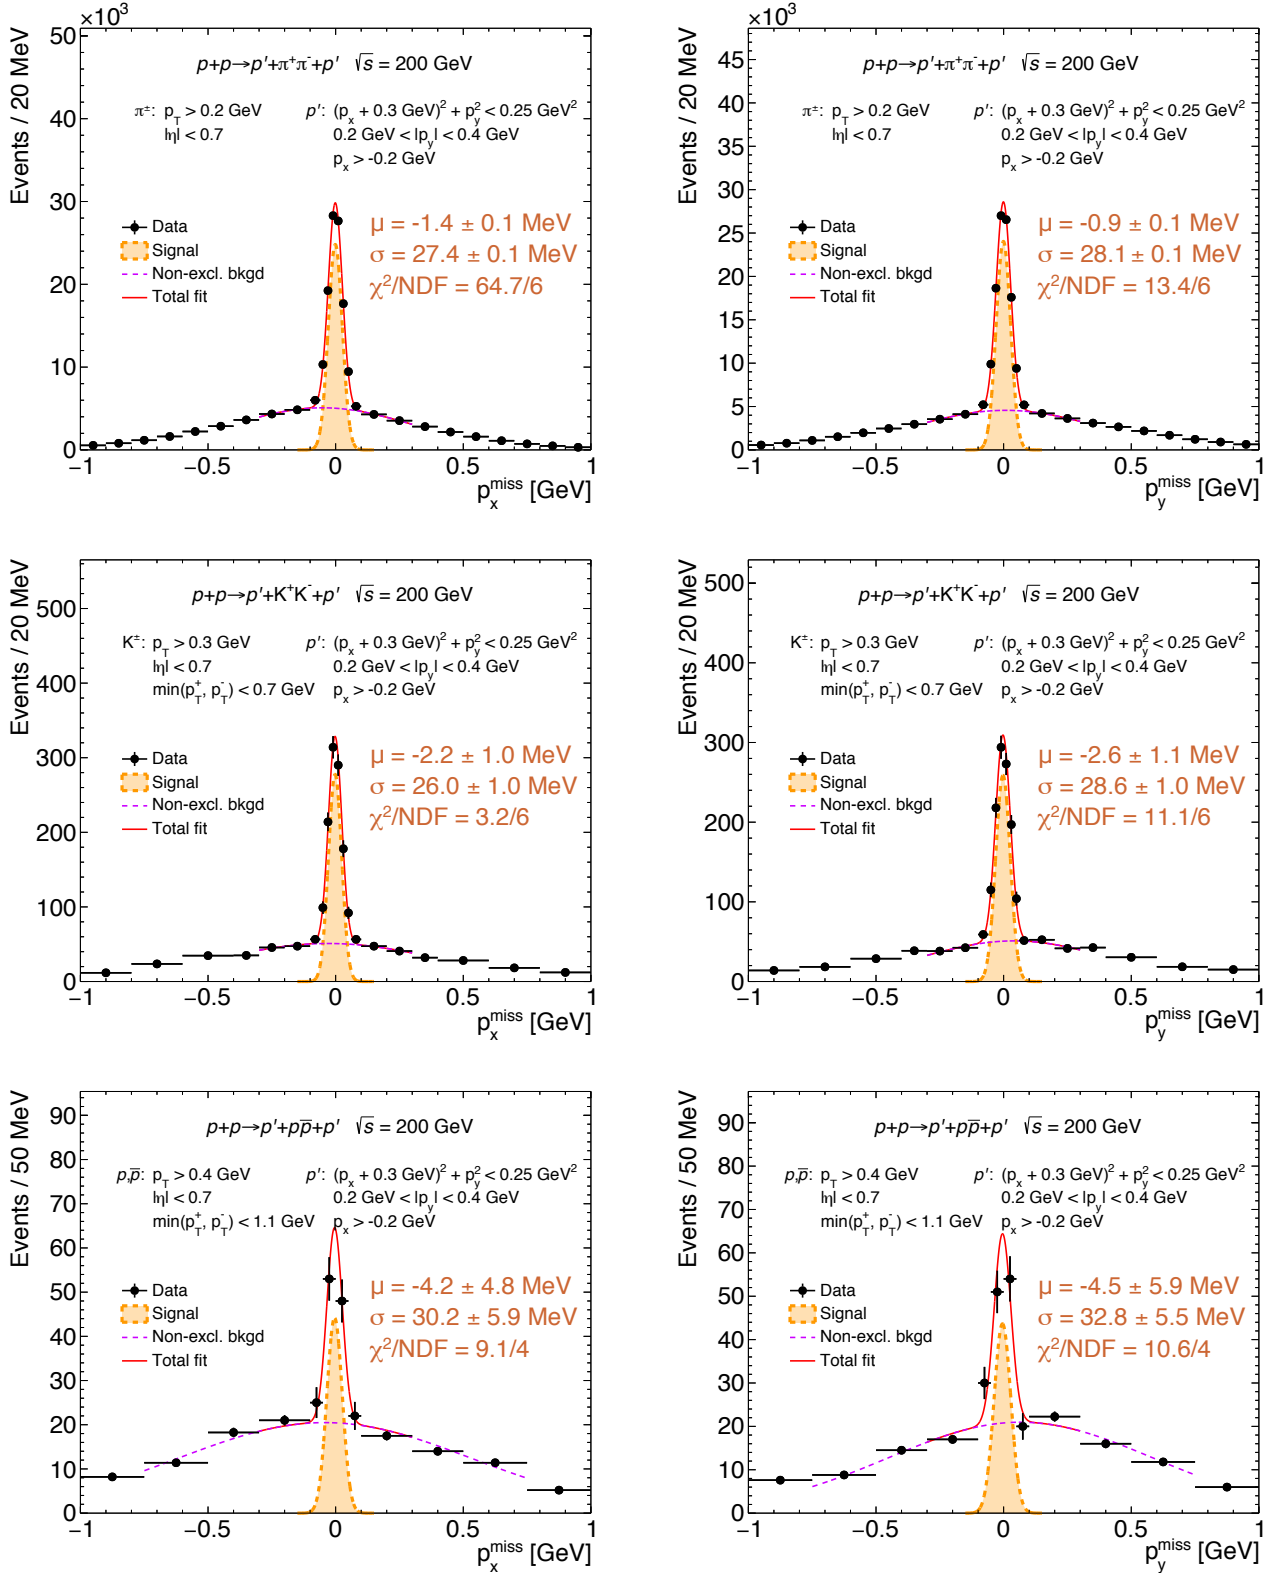 ×10³
Events / 20 MeV
p+p→p′+π⁺π⁻+p′ √s = 200 GeV
π±: p_T > 0.2 GeV
|η| < 0.7
p′: (p_x + 0.3 GeV)² + p_y² < 0.25 GeV²
0.2 GeV < |p_y| < 0.4 GeV
p_x > -0.2 GeV
Data
Signal
Non-excl. bkgd
Total fit
μ = -1.4 ± 0.1 MeV
σ = 27.4 ± 0.1 MeV
χ²/NDF = 64.7/6
50
40
30
20
10
0
−1 −0.5 0 0.5 1
p_x^miss [GeV]
×10³
Events / 20 MeV
p+p→p′+π⁺π⁻+p′ √s = 200 GeV
π±: p_T > 0.2 GeV
|η| < 0.7
p′: (p_x + 0.3 GeV)² + p_y² < 0.25 GeV²
0.2 GeV < |p_y| < 0.4 GeV
p_x > -0.2 GeV
Data
Signal
Non-excl. bkgd
Total fit
μ = -0.9 ± 0.1 MeV
σ = 28.1 ± 0.1 MeV
χ²/NDF = 13.4/6
45
40
35
30
25
20
15
10
5
0
−1 −0.5 0 0.5 1
p_y^miss [GeV]
Events / 20 MeV
p+p→p′+K⁺K⁻+p′ √s = 200 GeV
K±: p_T > 0.3 GeV
|η| < 0.7
min(p_T⁺, p_T⁻) < 0.7 GeV
p′: (p_x + 0.3 GeV)² + p_y² < 0.25 GeV²
0.2 GeV < |p_y| < 0.4 GeV
p_x > -0.2 GeV
Data
Signal
Non-excl. bkgd
Total fit
μ = -2.2 ± 1.0 MeV
σ = 26.0 ± 1.0 MeV
χ²/NDF = 3.2/6
500
400
300
200
100
0
−1 −0.5 0 0.5 1
p_x^miss [GeV]
Events / 20 MeV
p+p→p′+K⁺K⁻+p′ √s = 200 GeV
K±: p_T > 0.3 GeV
|η| < 0.7
min(p_T⁺, p_T⁻) < 0.7 GeV
p′: (p_x + 0.3 GeV)² + p_y² < 0.25 GeV²
0.2 GeV < |p_y| < 0.4 GeV
p_x > -0.2 GeV
Data
Signal
Non-excl. bkgd
Total fit
μ = -2.6 ± 1.1 MeV
σ = 28.6 ± 1.0 MeV
χ²/NDF = 11.1/6
500
400
300
200
100
0
−1 −0.5 0 0.5 1
p_y^miss [GeV]
Events / 50 MeV
p+p→p′+pp̅+p′ √s = 200 GeV
p,p̅: p_T > 0.4 GeV
|η| < 0.7
min(p_T⁺, p_T⁻) < 1.1 GeV
p′: (p_x + 0.3 GeV)² + p_y² < 0.25 GeV²
0.2 GeV < |p_y| < 0.4 GeV
p_x > -0.2 GeV
Data
Signal
Non-excl. bkgd
Total fit
μ = -4.2 ± 4.8 MeV
σ = 30.2 ± 5.9 MeV
χ²/NDF = 9.1/4
90
80
70
60
50
40
30
20
10
0
−1 −0.5 0 0.5 1
p_x^miss [GeV]
Events / 50 MeV
p+p→p′+pp̅+p′ √s = 200 GeV
p,p̅: p_T > 0.4 GeV
|η| < 0.7
min(p_T⁺, p_T⁻) < 1.1 GeV
p′: (p_x + 0.3 GeV)² + p_y² < 0.25 GeV²
0.2 GeV < |p_y| < 0.4 GeV
p_x > -0.2 GeV
Data
Signal
Non-excl. bkgd
Total fit
μ = -4.5 ± 5.9 MeV
σ = 32.8 ± 5.5 MeV
χ²/NDF = 10.6/4
90
80
70
60
50
40
30
20
10
0
−1 −0.5 0 0.5 1
p_y^miss [GeV]